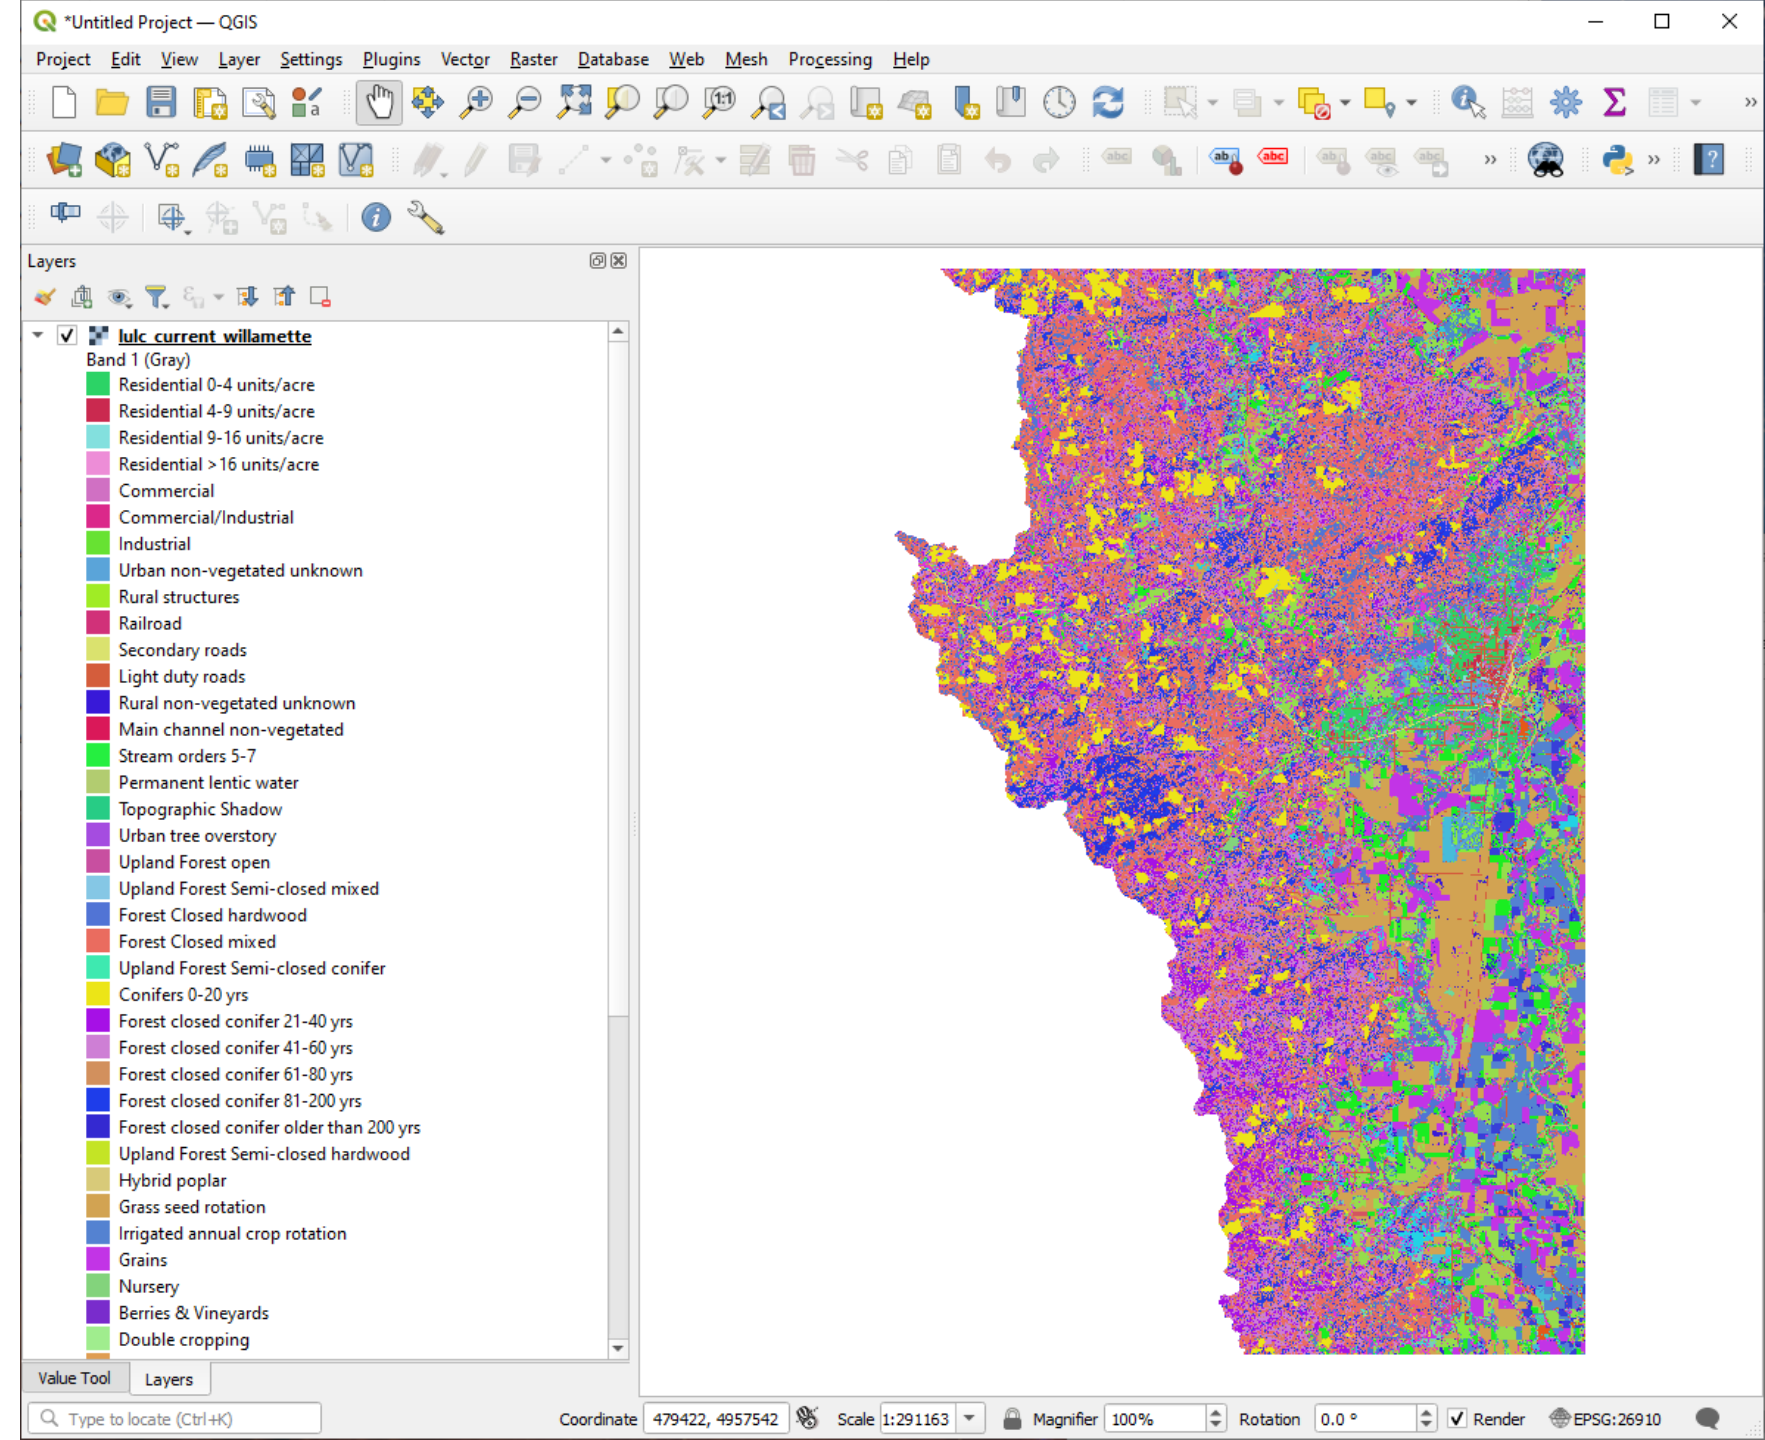 *Untitled Project — QGIS
Project Edit View Layer Settings Plugins Vector Raster Database Web Mesh Processing Help
Layers
lulc_current_willamette
Band 1 (Gray)
Residential 0-4 units/acre
Residential 4-9 units/acre
Residential 9-16 units/acre
Residential >16 units/acre
Commercial
Commercial/Industrial
Industrial
Urban non-vegetated unknown
Rural structures
Railroad
Secondary roads
Light duty roads
Rural non-vegetated unknown
Main channel non-vegetated
Stream orders 5-7
Permanent lentic water
Topographic Shadow
Urban tree overstory
Upland Forest open
Upland Forest Semi-closed mixed
Forest Closed hardwood
Forest Closed mixed
Upland Forest Semi-closed conifer
Conifers 0-20 yrs
Forest closed conifer 21-40 yrs
Forest closed conifer 41-60 yrs
Forest closed conifer 61-80 yrs
Forest closed conifer 81-200 yrs
Forest closed conifer older than 200 yrs
Upland Forest Semi-closed hardwood
Hybrid poplar
Grass seed rotation
Irrigated annual crop rotation
Grains
Nursery
Berries & Vineyards
Double cropping
Value Tool Layers
Type to locate (Ctrl+K) Coordinate 479422, 4957542 Scale 1:291163 Magnifier 100% Rotation 0.0 ° Render EPSG:26910